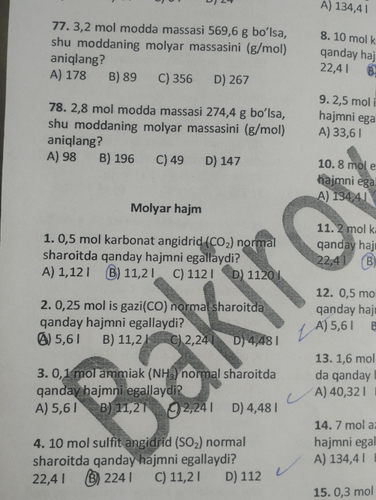 77. 3,2 mol modda massasi 569,6 g bo'lsa,
shu moddaning molyar massasini (g/mol)
aniqlang?
A) 178 B) 89 C) 356 D) 267
78. 2,8 mol modda massasi 274,4 g bo'lsa,
shu moddaning molyar massasini (g/mol)
aniqlang?
A) 98 B) 196 C) 49 D) 147
Molyar hajm
1. 0,5 mol karbonat angidrid (CO₂) normal
sharoitda qanday hajmni egallaydi?
A) 1,12 l B) 11,2 l C) 112 l D) 1120 l
2. 0,25 mol is gazi(CO) normal sharoitda
qanday hajmni egallaydi?
A) 5,6 l B) 11,2 l C) 2,24 l D) 4,48 l
3. 0,1 mol ammiak (NH₃) normal sharoitda
qanday hajmni egallaydi?
A) 5,6 l B) 11,2 l C) 2,24 l D) 4,48 l
4. 10 mol sulfit angidrid (SO₂) normal
sharoitda qanday hajmni egallaydi?
22,4 l B) 224 l C) 11,2 l D) 112
A) 134,4 l
8. 10 mol k
qanday haj
22,4 l B
9. 2,5 mol i
hajmni ega
A) 33,6 l
10. 8 mol e
hajmni ega
A) 134,4 l
11. 2 mol k
qanday haj
22,4 l B)
12. 0,5 mo
qanday haj
A) 5,6 l B
13. 1,6 mol
da qanday
A) 40,32 l
14. 7 mol a
hajmni egal
A) 134,4 l
15. 0,3 mol
Bakirov